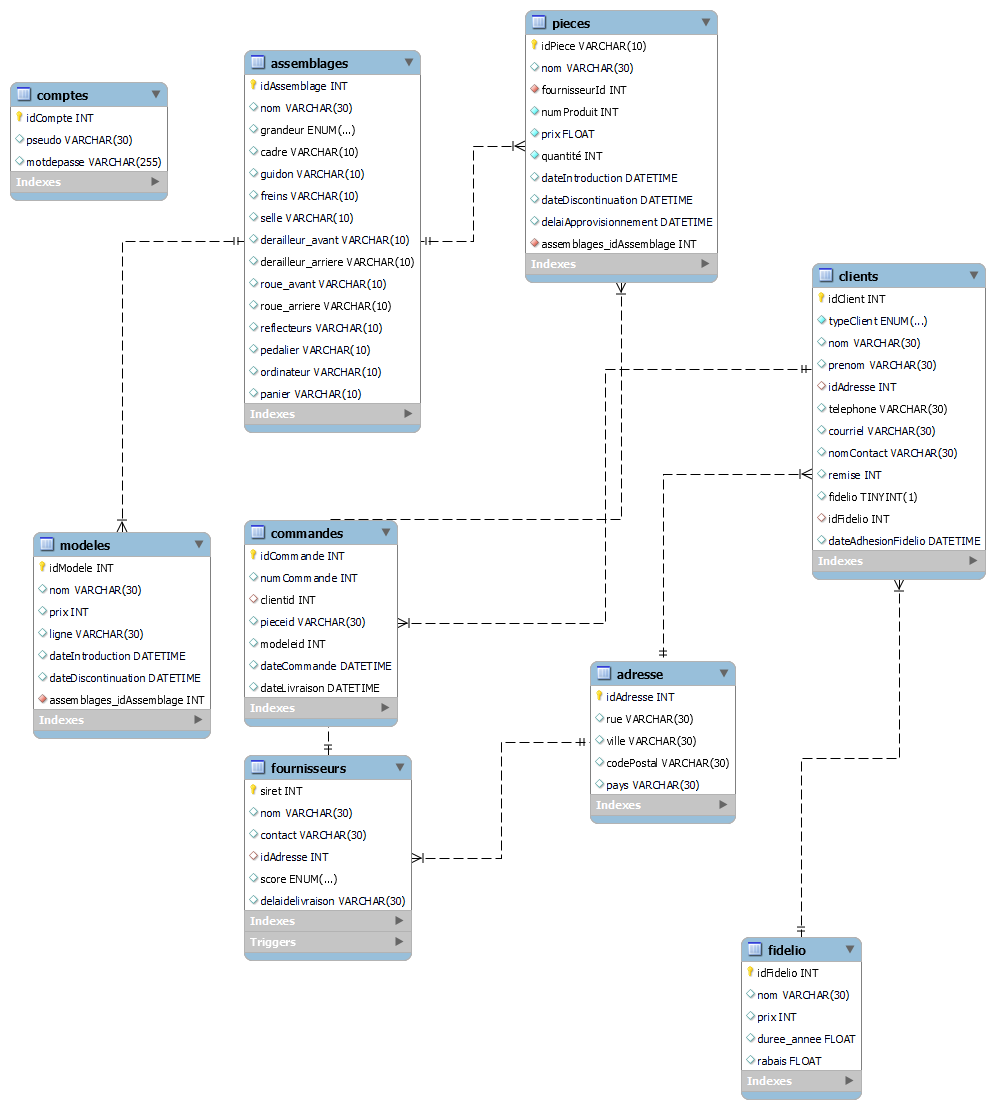 comptes
idCompte INT
pseudo VARCHAR(30)
motdepasse VARCHAR(255)
Indexes
assemblages
idAssemblage INT
nom VARCHAR(30)
grandeur ENUM(...)
cadre VARCHAR(10)
guidon VARCHAR(10)
freins VARCHAR(10)
selle VARCHAR(10)
derailleur_avant VARCHAR(10)
derailleur_arriere VARCHAR(10)
roue_avant VARCHAR(10)
roue_arriere VARCHAR(10)
reflecteurs VARCHAR(10)
pedalier VARCHAR(10)
ordinateur VARCHAR(10)
panier VARCHAR(10)
Indexes
pieces
idPiece VARCHAR(10)
nom VARCHAR(30)
fournisseurId INT
numProduit INT
prix FLOAT
quantité INT
dateIntroduction DATETIME
dateDiscontinuation DATETIME
delaiApprovisionnement DATETIME
assemblages_idAssemblage INT
Indexes
clients
idClient INT
typeClient ENUM(...)
nom VARCHAR(30)
prenom VARCHAR(30)
idAdresse INT
telephone VARCHAR(30)
courriel VARCHAR(30)
nomContact VARCHAR(30)
remise INT
fidelio TINYINT(1)
idFidelio INT
dateAdhesionFidelio DATETIME
Indexes
modeles
idModele INT
nom VARCHAR(30)
prix INT
ligne VARCHAR(30)
dateIntroduction DATETIME
dateDiscontinuation DATETIME
assemblages_idAssemblage INT
Indexes
commandes
idCommande INT
numCommande INT
clientid INT
pieceid VARCHAR(30)
modeleid INT
dateCommande DATETIME
dateLivraison DATETIME
Indexes
adresse
idAdresse INT
rue VARCHAR(30)
ville VARCHAR(30)
codePostal VARCHAR(30)
pays VARCHAR(30)
Indexes
fournisseurs
siret INT
nom VARCHAR(30)
contact VARCHAR(30)
idAdresse INT
score ENUM(...)
delaidelivraison VARCHAR(30)
Indexes
Triggers
fidelio
idFidelio INT
nom VARCHAR(30)
prix INT
duree_annee FLOAT
rabais FLOAT
Indexes